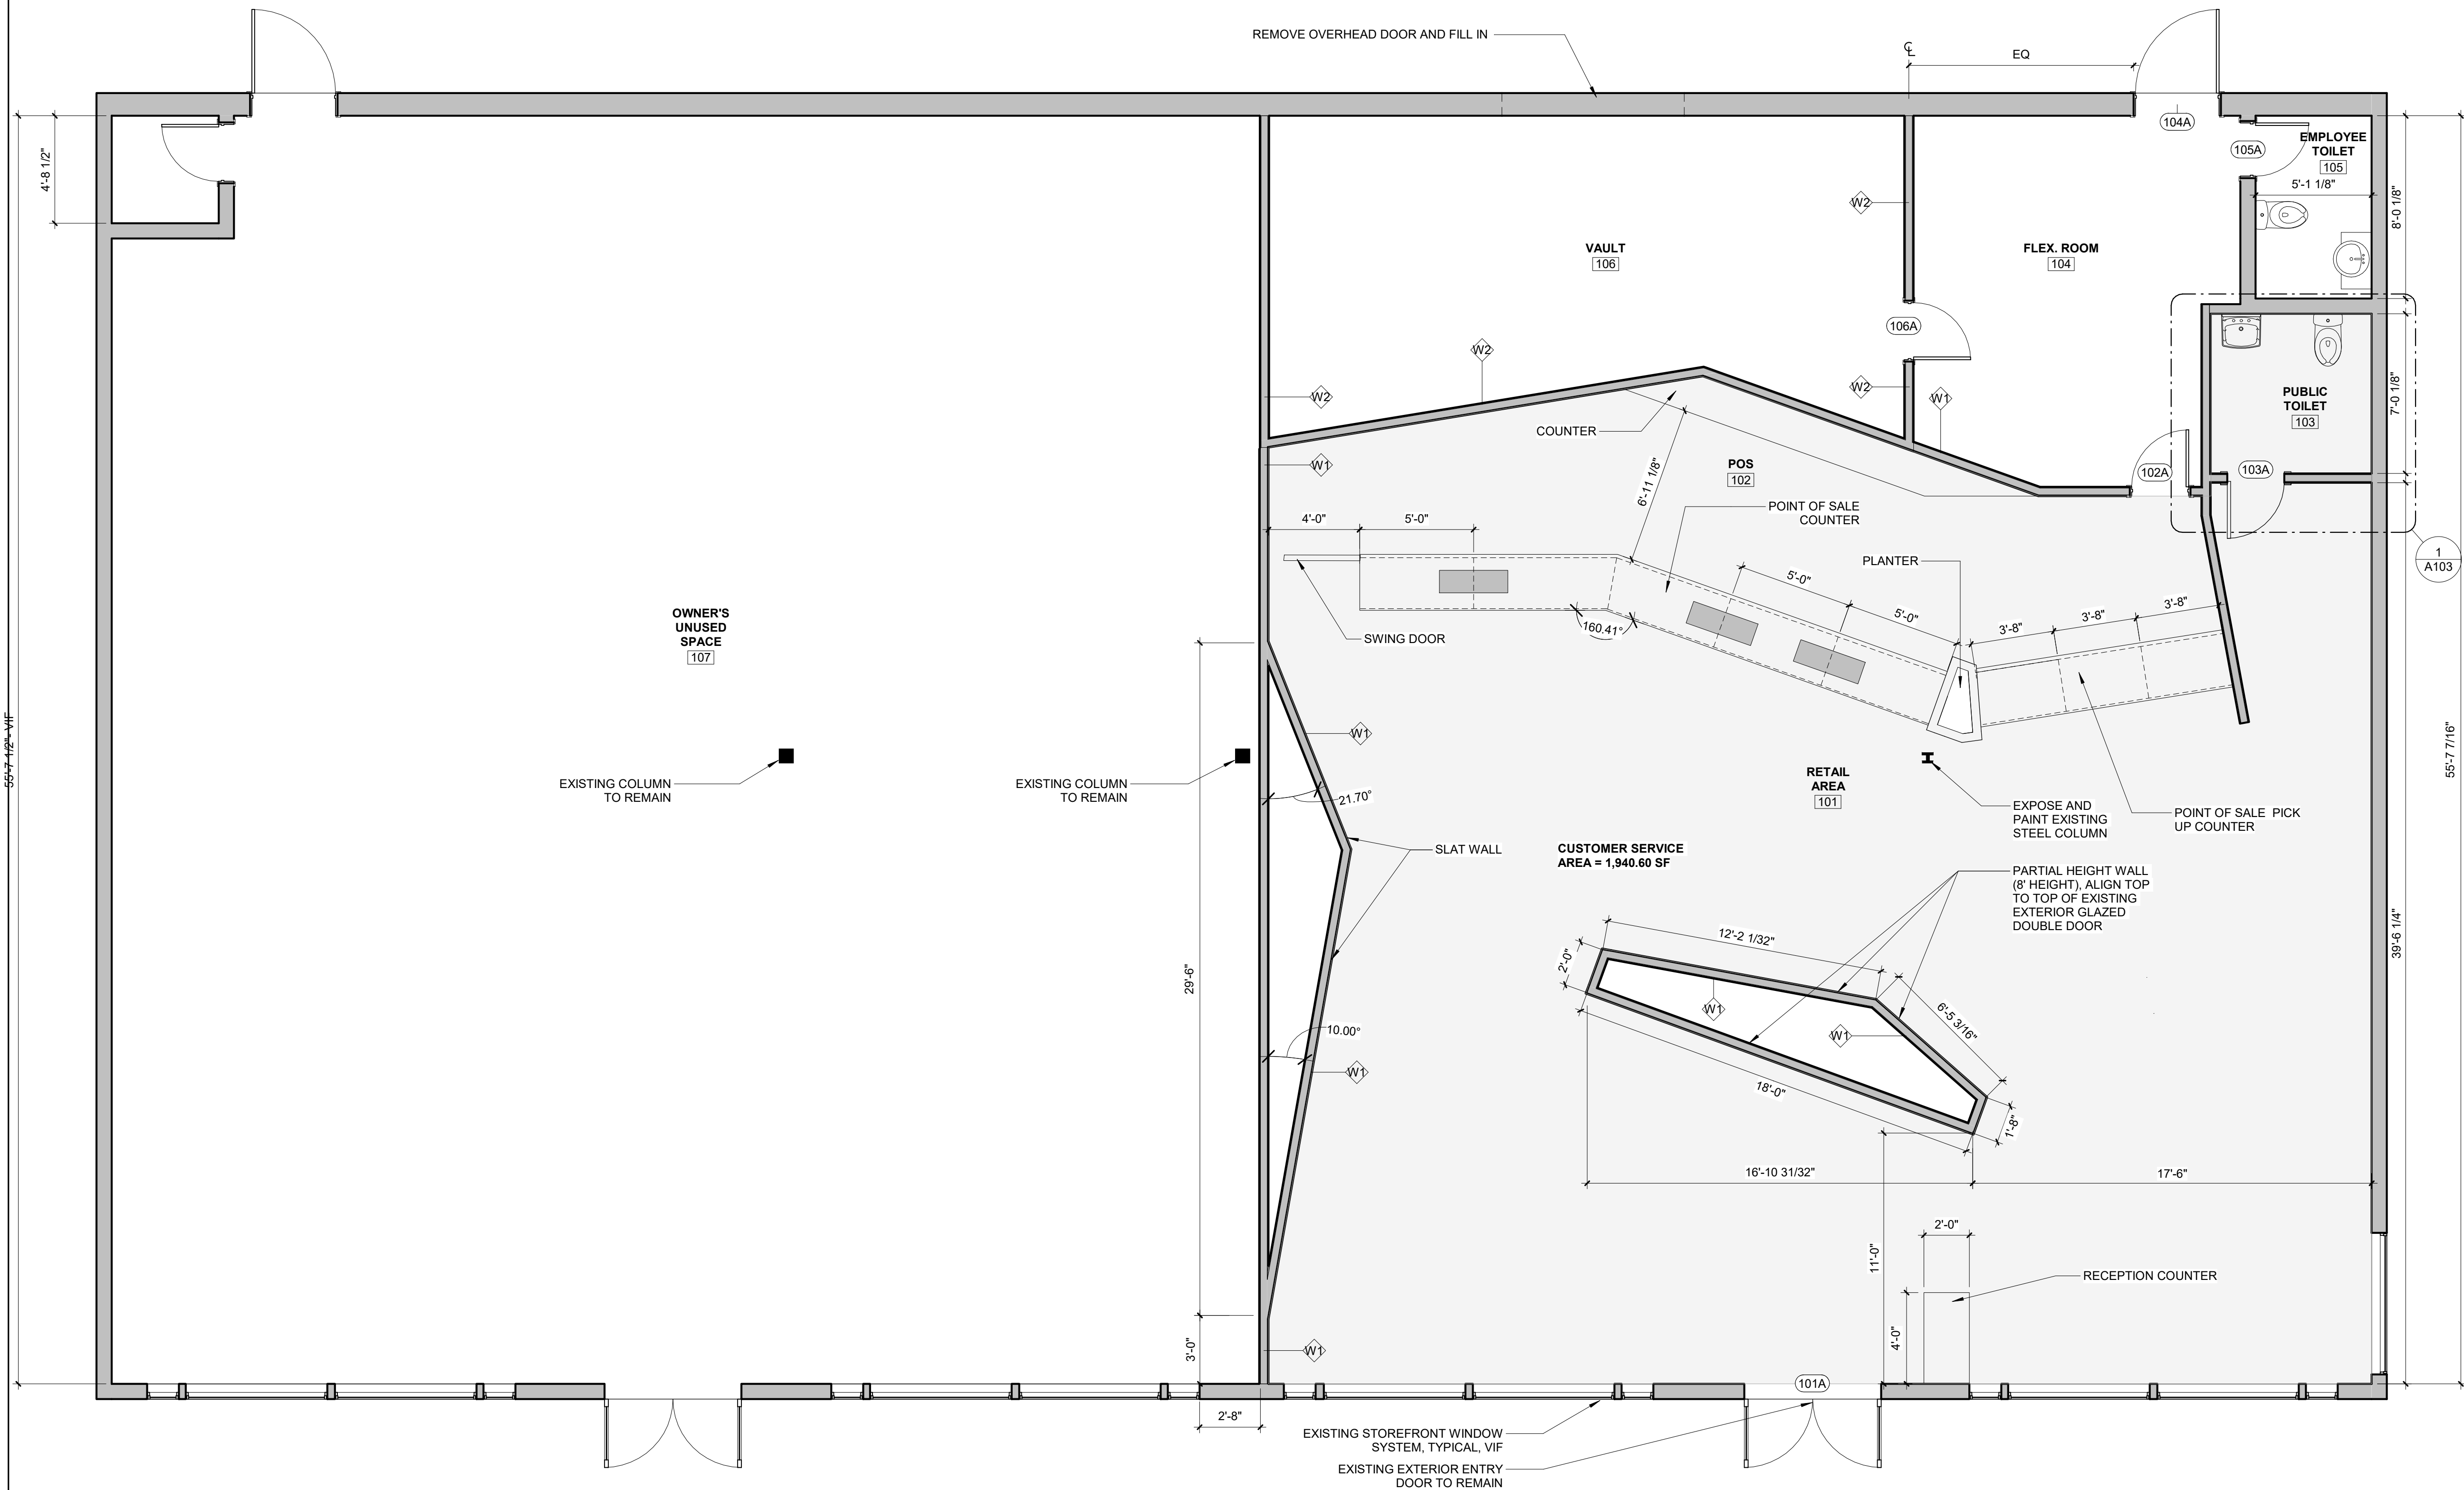 REMOVE OVERHEAD DOOR AND FILL IN
℄
EQ
104A
EMPLOYEE
TOILET
105
105A
5'-1 1/8"
8'-0 1/8"
4'-8 1/2"
W2
VAULT
106
FLEX. ROOM
104
106A
W2
W2
W2
W1
PUBLIC
TOILET
103
7'-0 1/8"
COUNTER
W1
POS
102
6'-11 1/8"
102A
103A
POINT OF SALE
COUNTER
4'-0"
5'-0"
PLANTER
1
A103
5'-0"
5'-0"
3'-8"
3'-8"
3'-8"
160.41°
SWING DOOR
OWNER'S
UNUSED
SPACE
107
55'-7 1/2"- VIF
55'-7 7/16"
W1
EXISTING COLUMN
TO REMAIN
EXISTING COLUMN
TO REMAIN
21.70°
RETAIL
AREA
101
EXPOSE AND
PAINT EXISTING
STEEL COLUMN
POINT OF SALE PICK
UP COUNTER
SLAT WALL
CUSTOMER SERVICE
AREA = 1,940.60 SF
PARTIAL HEIGHT WALL
(8' HEIGHT), ALIGN TOP
TO TOP OF EXISTING
EXTERIOR GLAZED
DOUBLE DOOR
39'-6 1/4"
12'-2 1/32"
2'-0"
29'-6"
W1
6'-5 3/16"
W1
10.00°
W1
18'-0"
1'-8"
16'-10 31/32"
17'-6"
2'-0"
11'-0"
RECEPTION COUNTER
4'-0"
3'-0"
W1
101A
2'-8"
EXISTING STOREFRONT WINDOW
SYSTEM, TYPICAL, VIF
EXISTING EXTERIOR ENTRY
DOOR TO REMAIN